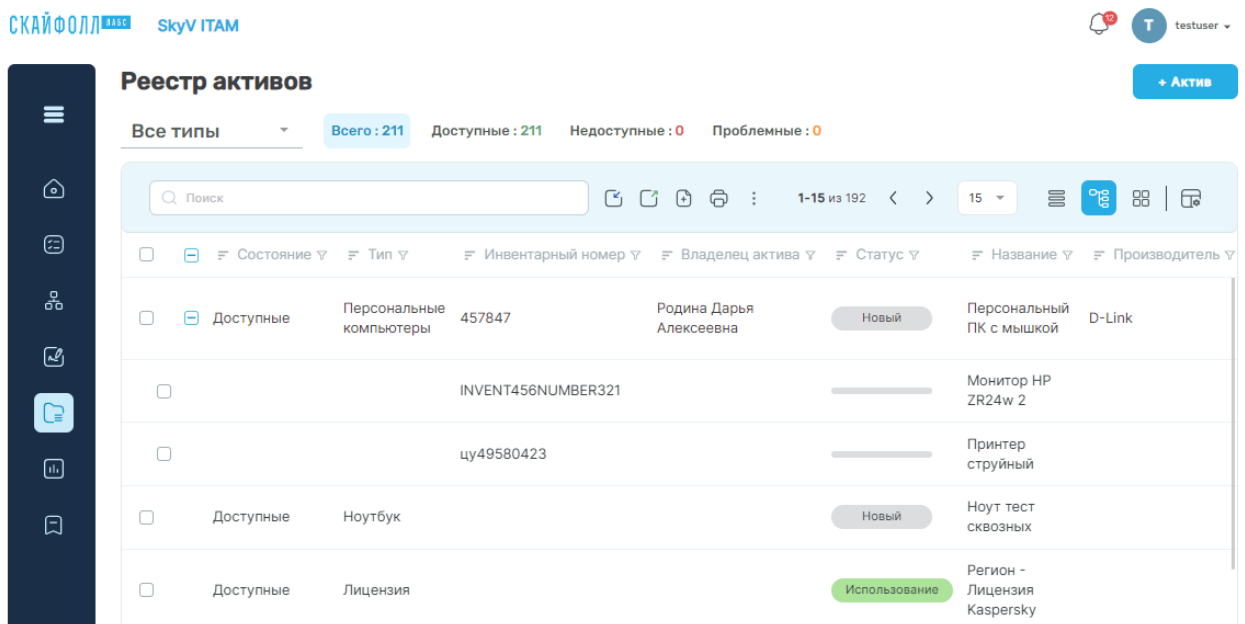 СКАЙФОЛЛ ЛАБС SkyV ITAM 12 T testuser
Реестр активов + Актив
Все типы Всего : 211 Доступные : 211 Недоступные : 0 Проблемные : 0
Поиск 1-15 из 192 15
Состояние Тип Инвентарный номер Владелец актива Статус Название Производитель
Персональные Родина Дарья Персональный
Доступные 457847 Новый D-Link
компьютеры Алексеевна ПК с мышкой
Монитор HP
INVENT456NUMBER321
ZR24w 2
Принтер
цу49580423
струйный
Ноут тест
Доступные Ноутбук Новый
сквозных
Регион -
Доступные Лицензия Использование Лицензия
Kaspersky